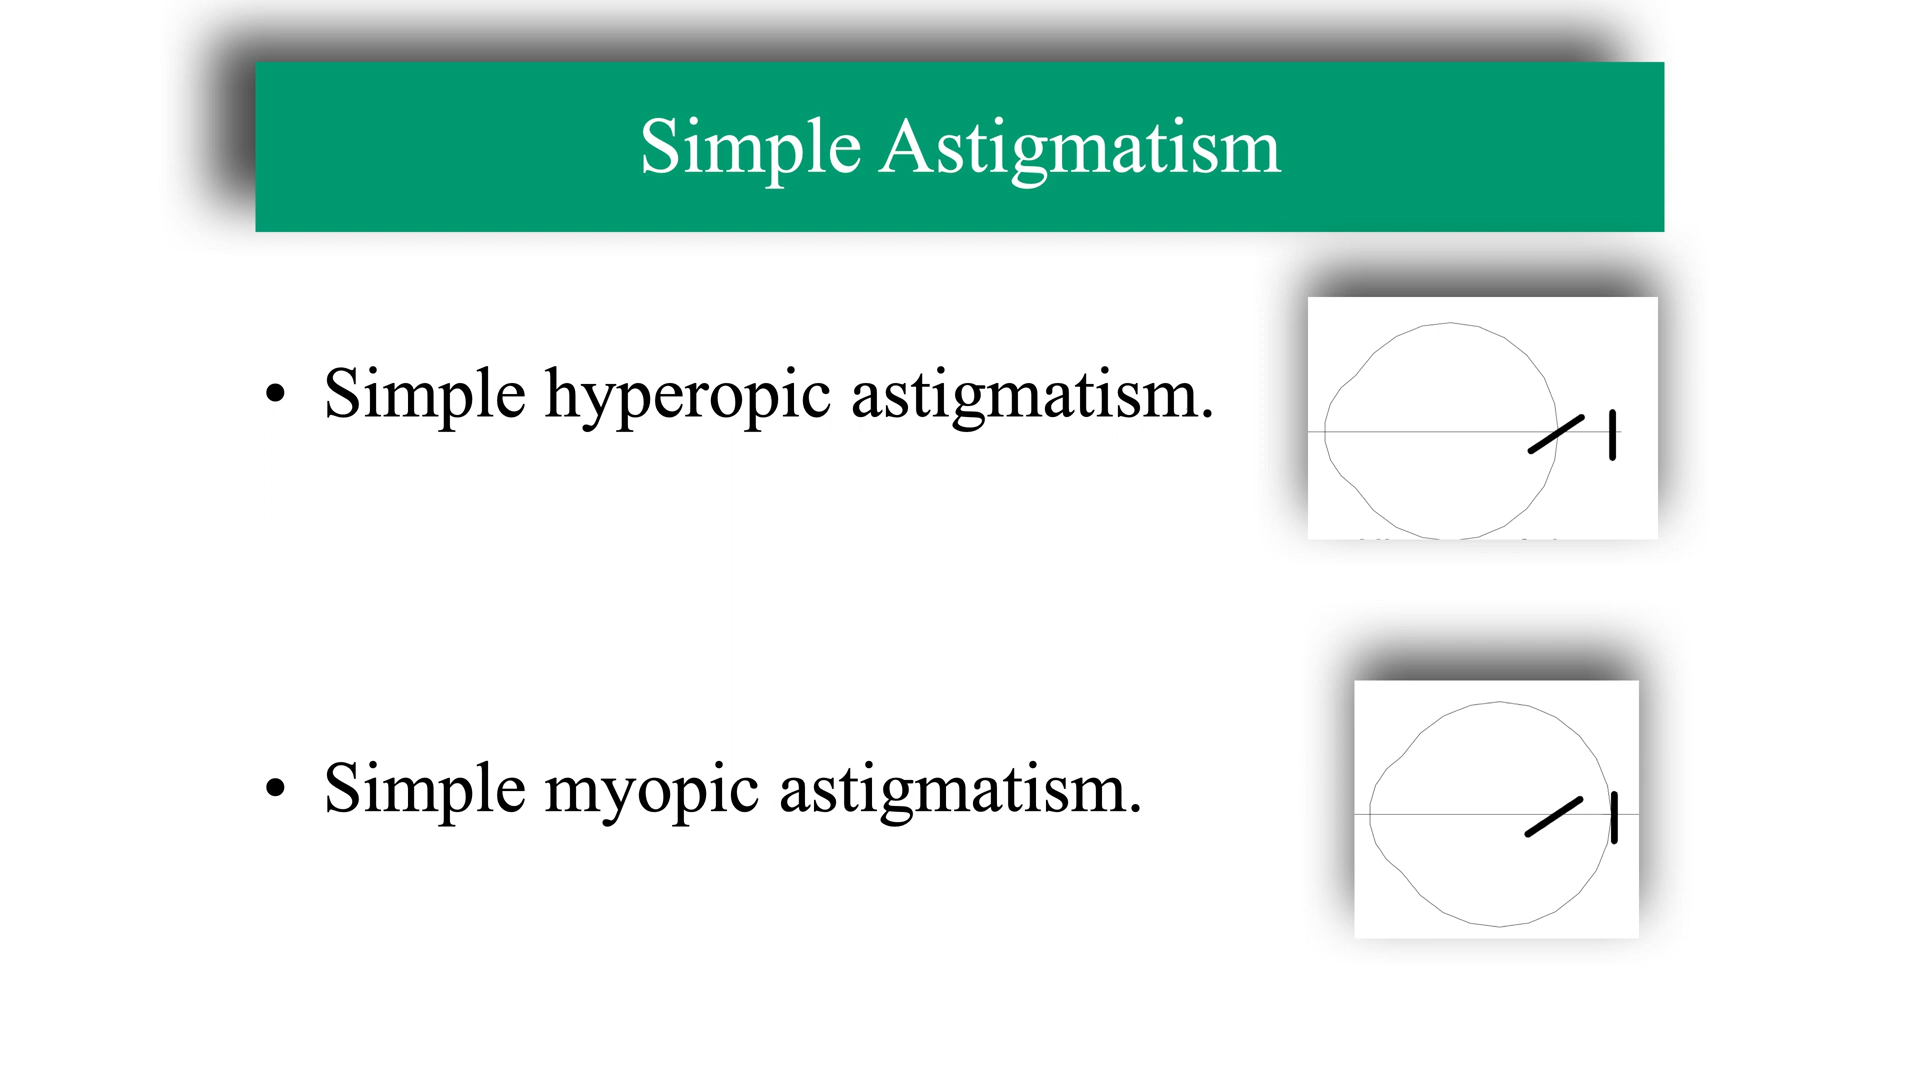 Simple Astigmatism
• Simple hyperopic astigmatism.
• Simple myopic astigmatism.